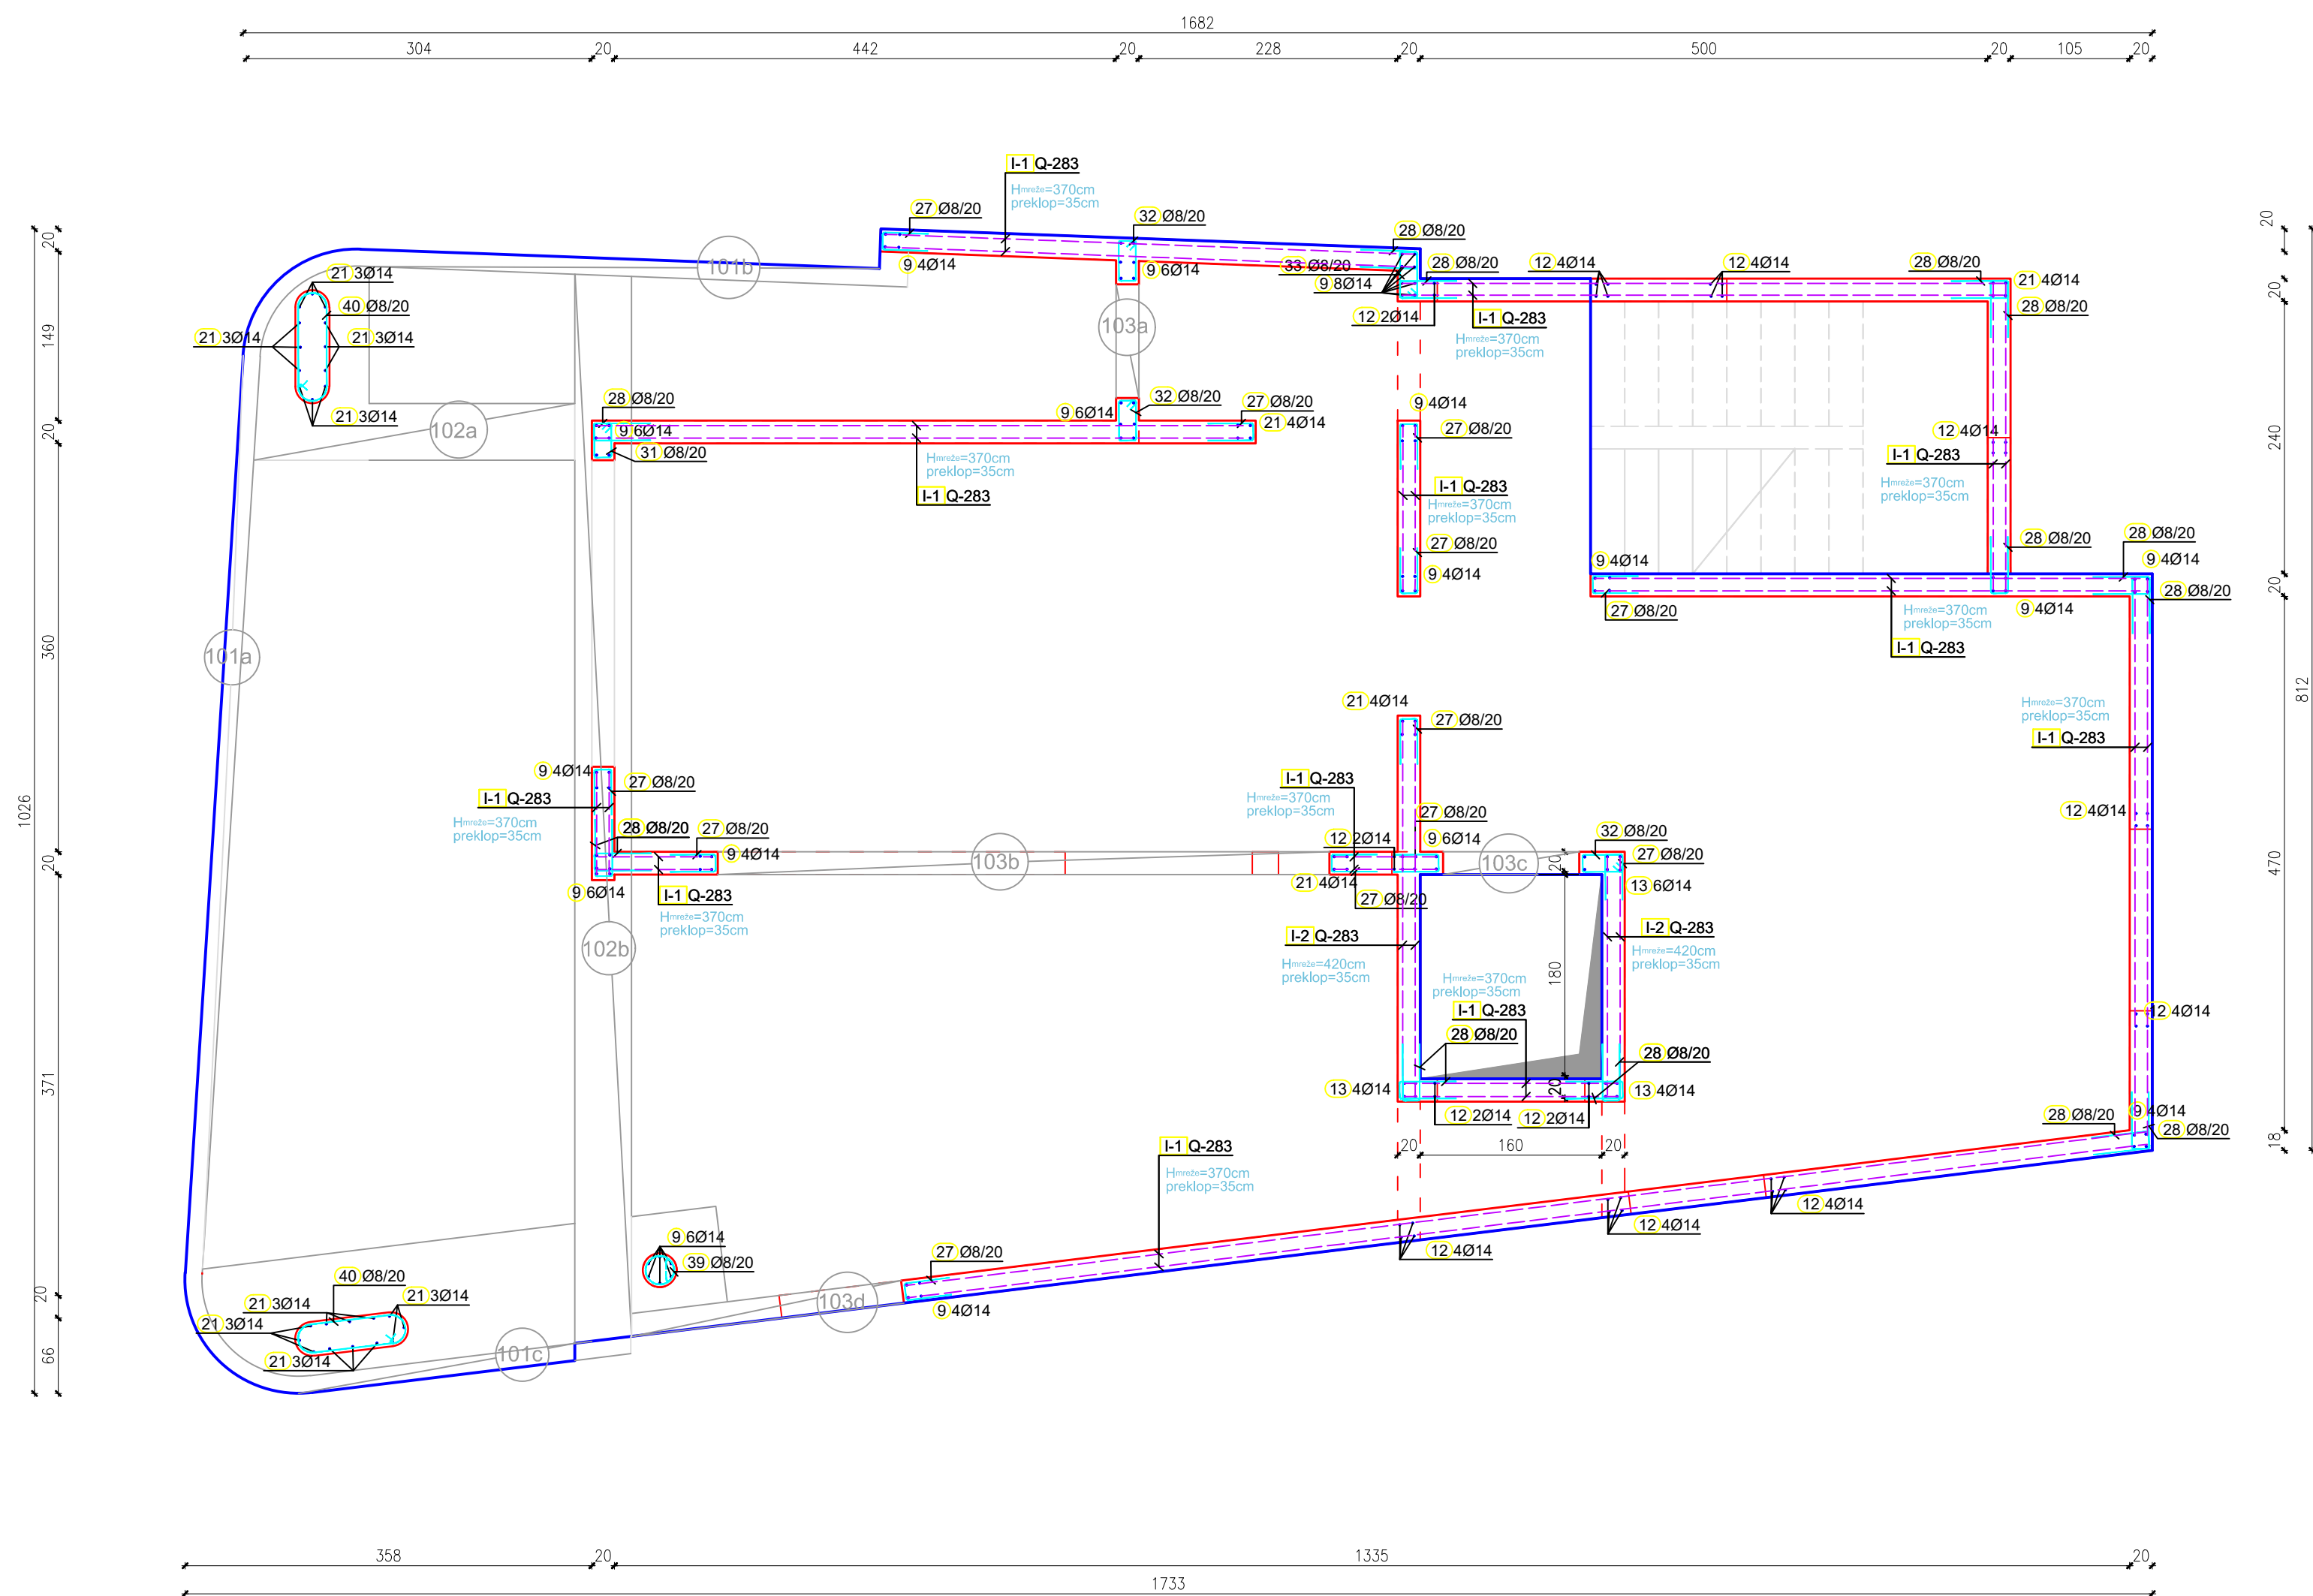 1682
304 20 442 20 228 20 500 20 105 20
I-1 Q-283
Hmreže=370cm
preklop=35cm
27 Ø8/20
32 Ø8/20
28 Ø8/20
101b
9 4Ø14
9 6Ø14
33 Ø8/20
9 8Ø14
28 Ø8/20
12 4Ø14
12 4Ø14
28 Ø8/20
21 4Ø14
28 Ø8/20
12 2Ø14
I-1 Q-283
Hmreže=370cm
preklop=35cm
21 3Ø14
40 Ø8/20
21 3Ø14
21 3Ø14
21 3Ø14
103a
102a
28 Ø8/20
9 6Ø14
31 Ø8/20
9 6Ø14
32 Ø8/20
27 Ø8/20
21 4Ø14
Hmreže=370cm
preklop=35cm
I-1 Q-283
9 4Ø14
27 Ø8/20
I-1 Q-283
Hmreže=370cm
preklop=35cm
27 Ø8/20
9 4Ø14
12 4Ø14
I-1 Q-283
Hmreže=370cm
preklop=35cm
28 Ø8/20
28 Ø8/20
9 4Ø14
9 4Ø14
28 Ø8/20
27 Ø8/20
9 4Ø14
Hmreže=370cm
preklop=35cm
I-1 Q-283
101a
Hmreže=370cm
preklop=35cm
I-1 Q-283
12 4Ø14
12 4Ø14
21 4Ø14
27 Ø8/20
I-1 Q-283
Hmreže=370cm
preklop=35cm
27 Ø8/20
12 2Ø14
9 6Ø14
32 Ø8/20
27 Ø8/20
13 6Ø14
103c
20
9 4Ø14
27 Ø8/20
I-1 Q-283
Hmreže=370cm
preklop=35cm
28 Ø8/20
27 Ø8/20
9 4Ø14
103b
9 6Ø14
I-1 Q-283
Hmreže=370cm
preklop=35cm
102b
21 4Ø14
27 Ø8/20
I-2 Q-283
Hmreže=420cm
preklop=35cm
I-2 Q-283
Hmreže=420cm
preklop=35cm
180
Hmreže=370cm
preklop=35cm
I-1 Q-283
28 Ø8/20
28 Ø8/20
13 4Ø14
20
13 4Ø14
12 2Ø14
12 2Ø14
20 160 20
28 Ø8/20
9 4Ø14
28 Ø8/20
I-1 Q-283
Hmreže=370cm
preklop=35cm
12 4Ø14
12 4Ø14
12 4Ø14
9 6Ø14
39 Ø8/20
27 Ø8/20
9 4Ø14
103d
40 Ø8/20
21 3Ø14
21 3Ø14
21 3Ø14
21 3Ø14
101c
20
149
20
360
20
371
20
66
1026
20
20
240
20
470
18
812
358 20 1335 20
1733